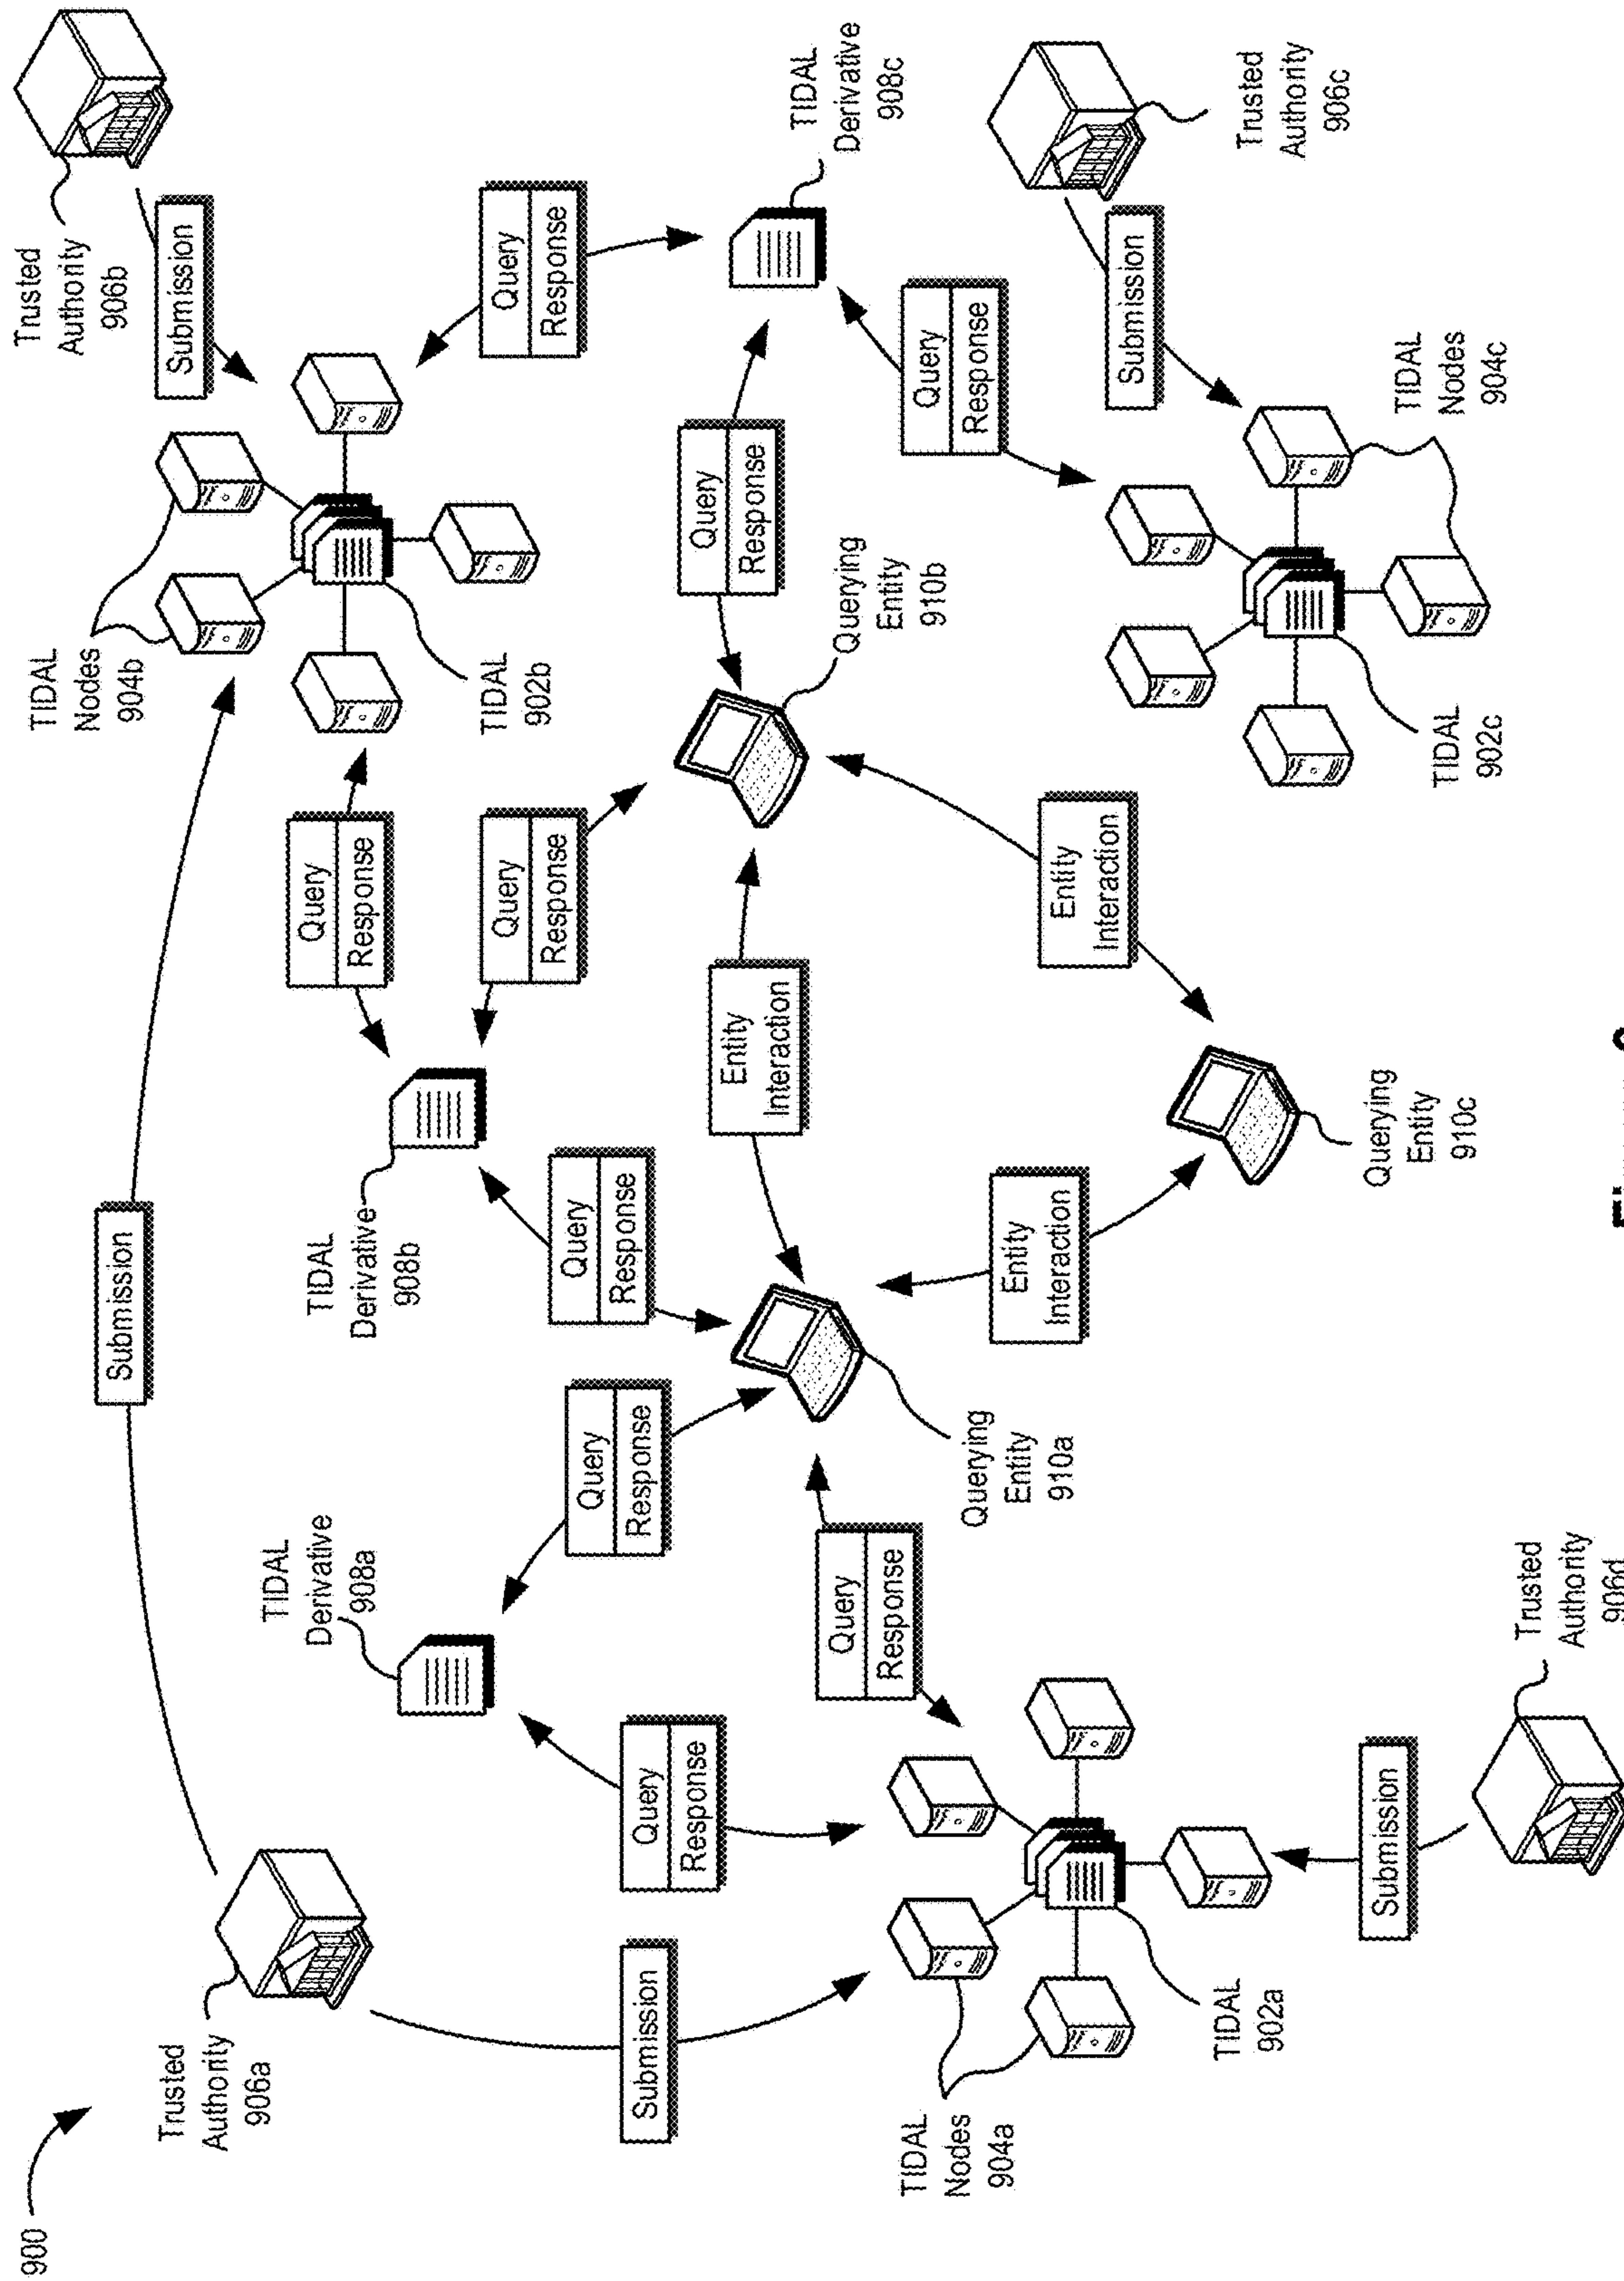 900
Trusted
Authority
906a
Submission
Trusted
Authority
906b
TIDAL
Nodes
904b
Submission
TIDAL
Derivative
908a
TIDAL
Derivative
908b
Query
Response
TIDAL
902b
Query
Response
Query
Response
Query
Response
Query
Response
Submission
Query
Response
Query
Response
Entity
Interaction
TIDAL
Derivative
908c
Query
Response
Querying
Entity
910b
Query
Response
TIDAL
Nodes
904a
Querying
Entity
910a
Entity
Interaction
Entity
Interaction
Submission
Trusted
Authority
906c
TIDAL
902a
Submission
Querying
Entity
910c
TIDAL
902c
TIDAL
Nodes
904c
Trusted
Authority
906d